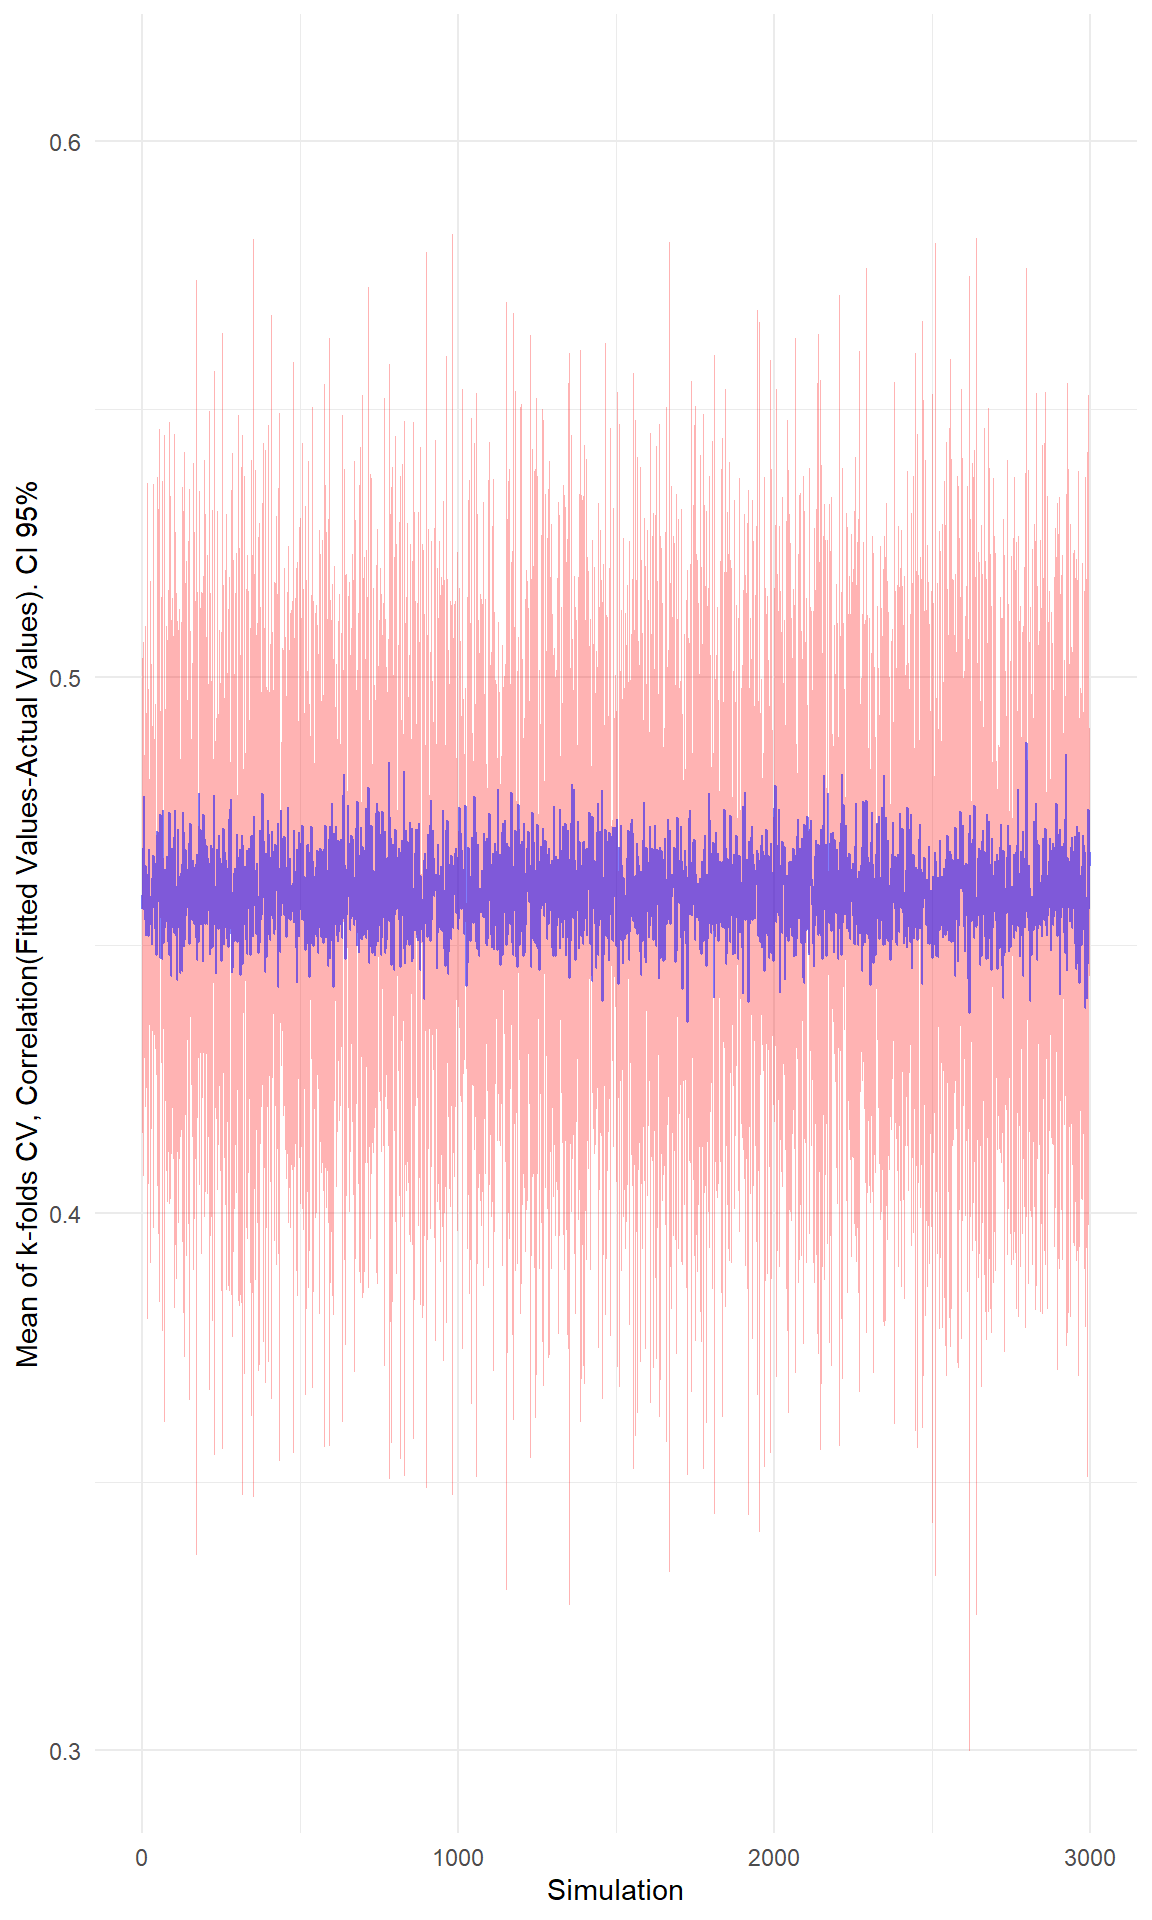 Mean of k-folds CV, Correlation(Fitted Values-Actual Values). CI 95%
0.6
0.5
0.4
0.3
0 1000 2000 3000
Simulation